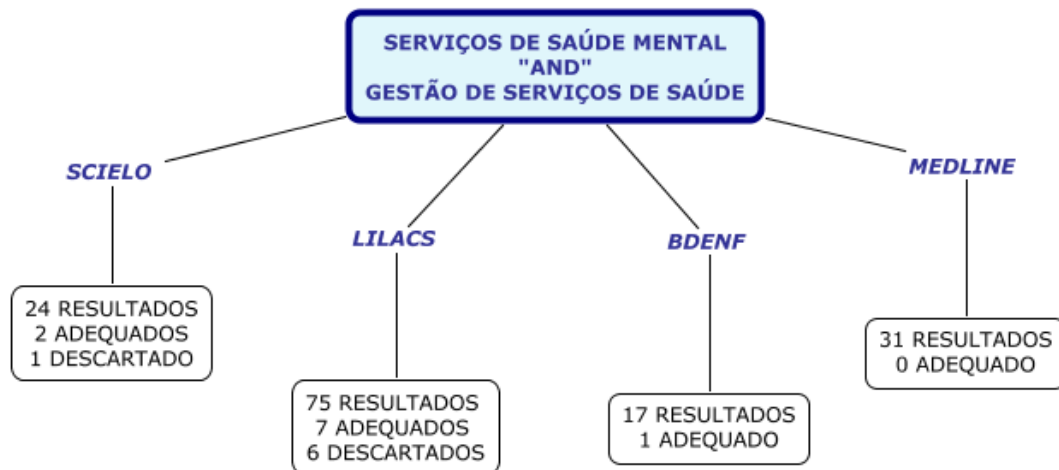 SERVIÇOS DE SAÚDE MENTAL
"AND"
GESTÃO DE SERVIÇOS DE SAÚDE
SCIELO
24 RESULTADOS
2 ADEQUADOS
1 DESCARTADO
LILACS
75 RESULTADOS
7 ADEQUADOS
6 DESCARTADOS
BDENF
17 RESULTADOS
1 ADEQUADO
MEDLINE
31 RESULTADOS
0 ADEQUADO